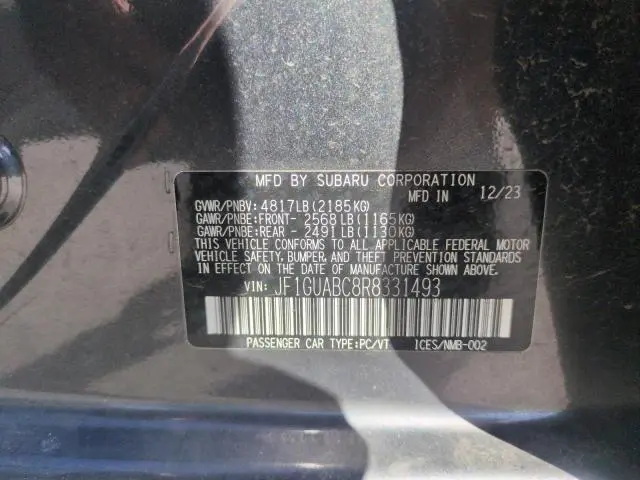 MFD BY SUBARU CORPORATION
MFD IN 12/23
GVWR/PNBV: 4817LB(2185KG)
GAWR/PNBE:FRONT- 2568LB(1165KG)
GAWR/PNBE:REAR - 2491LB(1130KG)
THIS VEHICLE CONFORMS TO ALL APPLICABLE FEDERAL MOTOR
VEHICLE SAFETY, BUMPER, AND THEFT PREVENTION STANDARDS
IN EFFECT ON THE DATE OF MANUFACTURE SHOWN ABOVE.
VIN: JF1GUABC8R8331493
PASSENGER CAR TYPE:PC/VT ICES/NMB-002